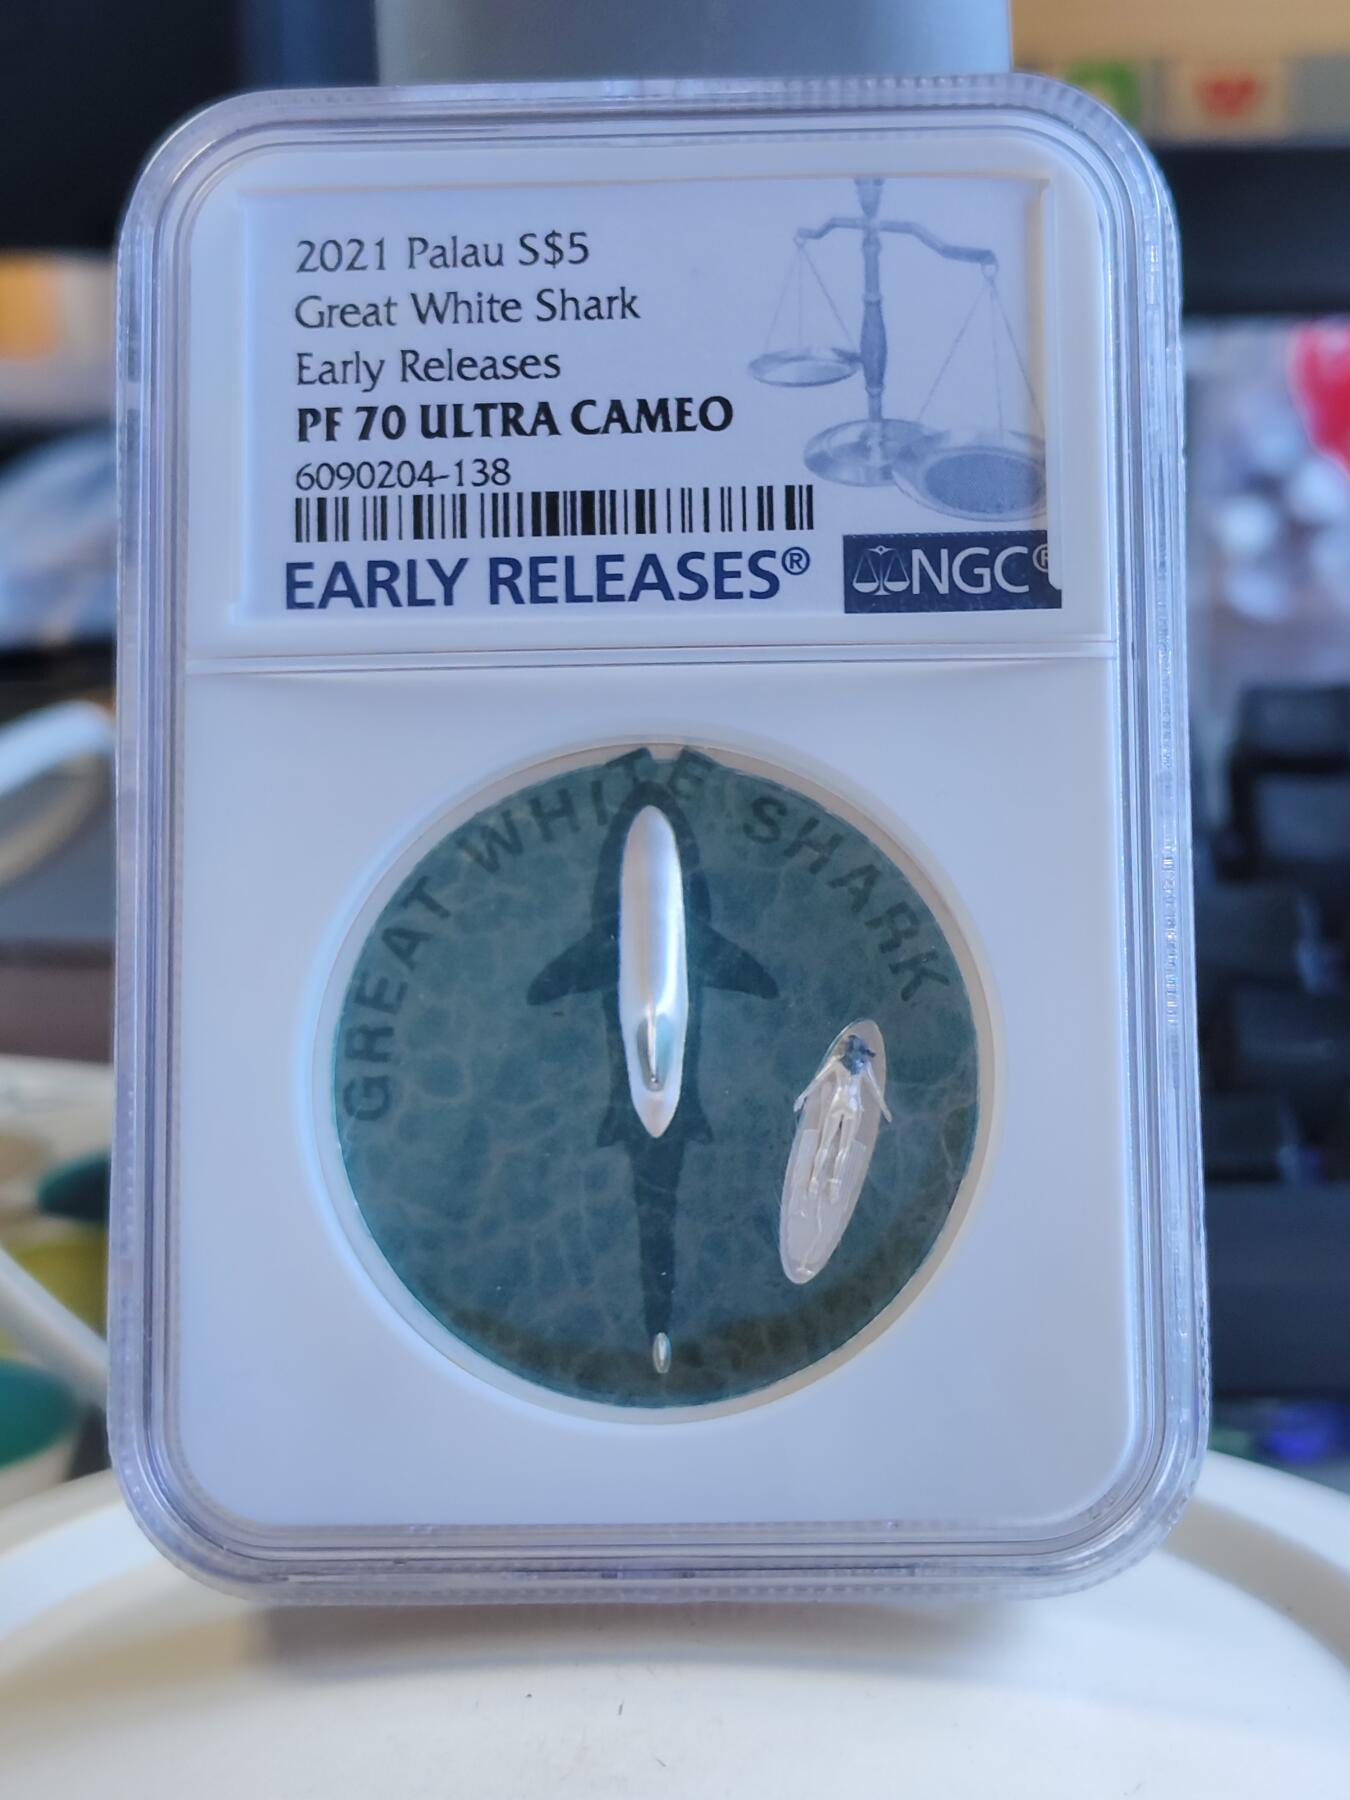 2021 Palau S$5
Great White Shark
Early Releases
PF 70 ULTRA CAMEO
6090204-138
EARLY RELEASES®
NGC®
GREAT WHITE SHARK